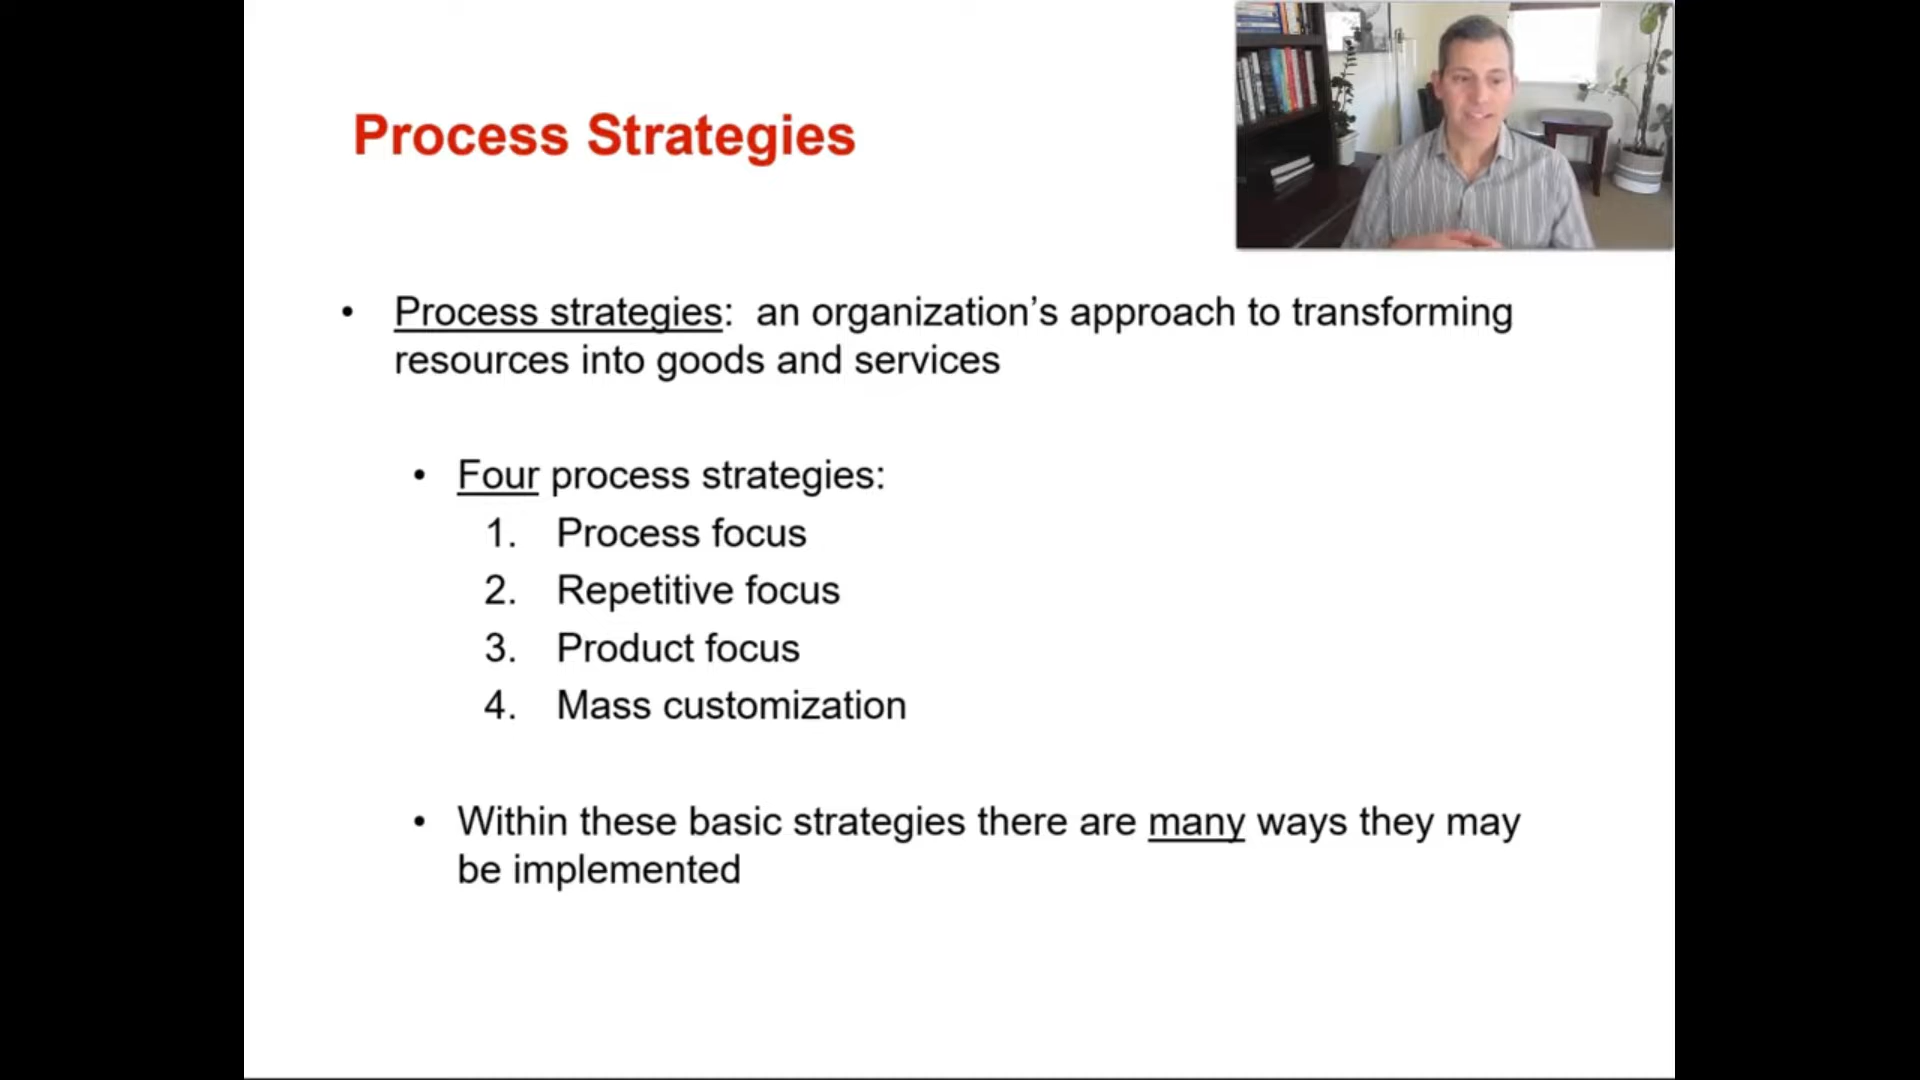 Process Strategies
• Process strategies:  an organization’s approach to transforming
resources into goods and services
• Four process strategies:
1. Process focus
2. Repetitive focus
3. Product focus
4. Mass customization
• Within these basic strategies there are many ways they may
be implemented